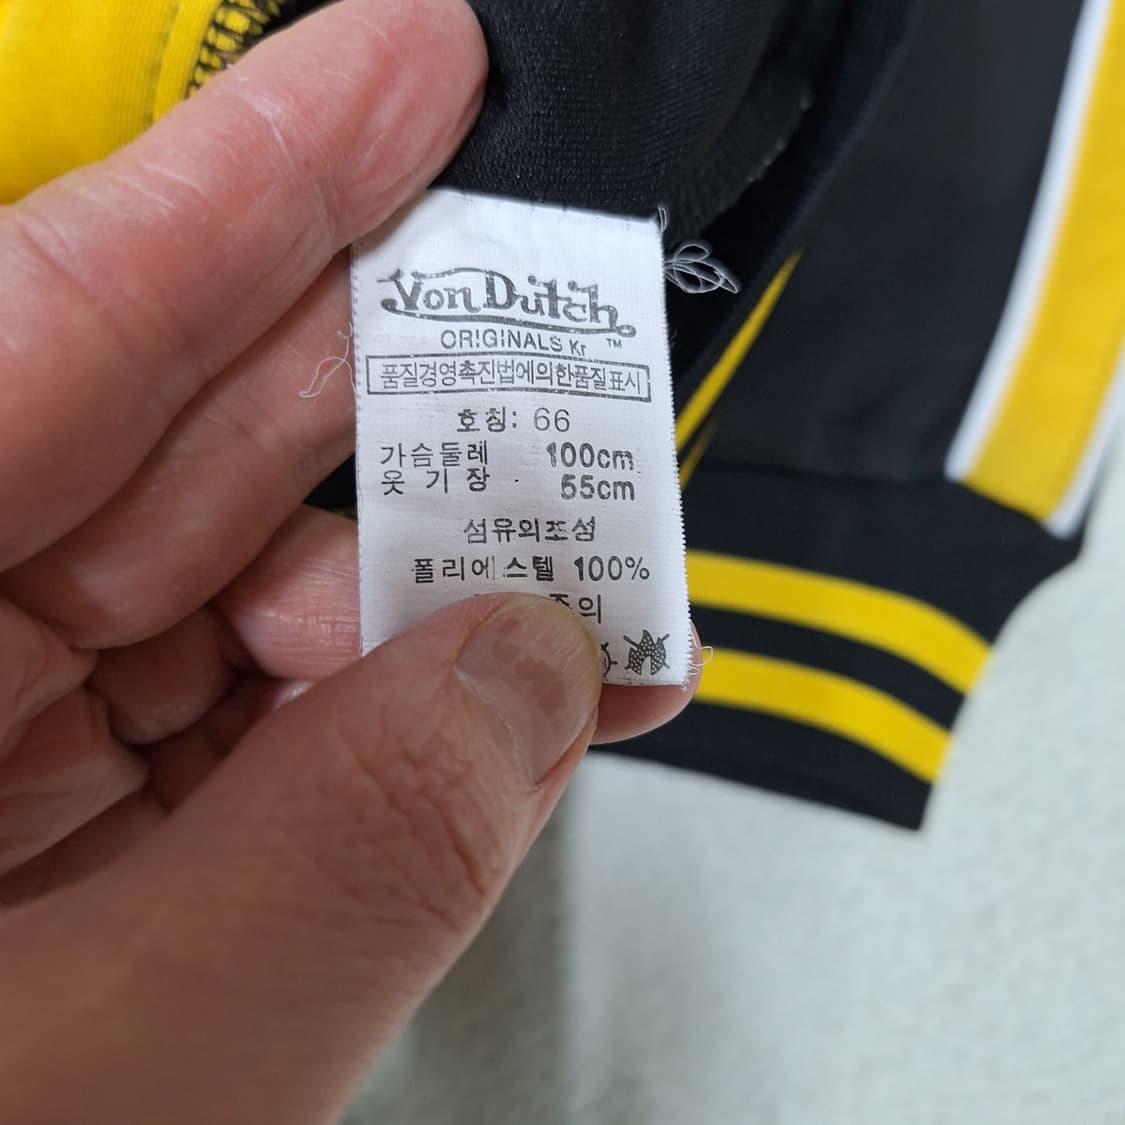 Von Dutch
ORIGINALS Kr ™
품질경영촉진법에의한품질표시
호칭: 66
가슴둘레 100cm
옷 기 장 55cm
섬유의조성
폴리에스텔 100%
주의